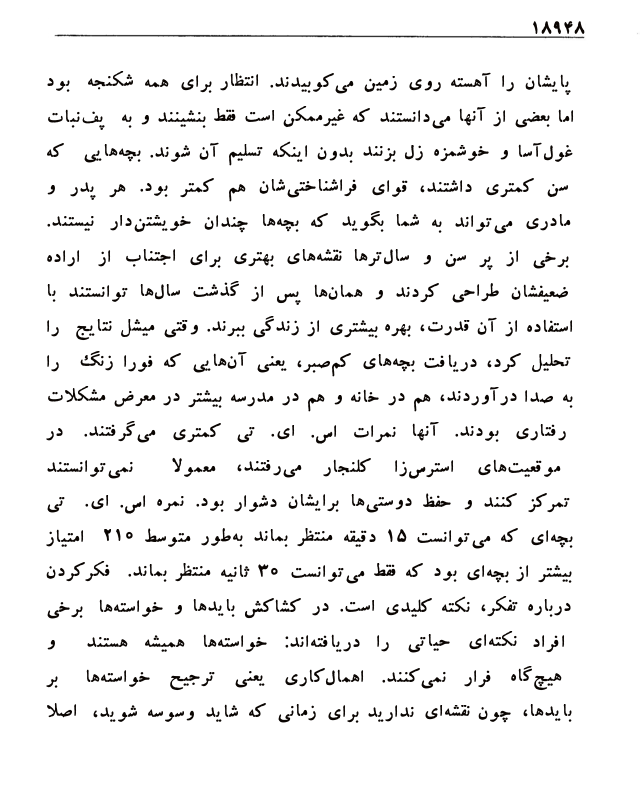 ۱۸۹۴۸
پایشان را آهسته روی زمین می‌کوبیدند. انتظار برای همه شکنجه بود
اما بعضی از آنها می‌دانستند که غیرممکن است فقط بنشینند و به پف‌نبات
غول‌آسا و خوشمزه زل بزنند بدون اینکه تسلیم آن شوند. بچه‌هایی که
سن کمتری داشتند، قوای فراشناختی‌شان هم کمتر بود. هر پدر و
مادری می‌تواند به شما بگوید که بچه‌ها چندان خویشتن‌دار نیستند.
برخی از پر سن و سال‌ترها نقشه‌های بهتری برای اجتناب از اراده
ضعیفشان طراحی کردند و همان‌ها پس از گذشت سال‌ها توانستند با
استفاده از آن قدرت، بهره بیشتری از زندگی ببرند. وقتی میشل نتایج را
تحلیل کرد، دریافت بچه‌های کم‌صبر، یعنی آن‌هایی که فورا زنگ را
به صدا درآوردند، هم در خانه و هم در مدرسه بیشتر در معرض مشکلات
رفتاری بودند. آنها نمرات اس. ای. تی کمتری می‌گرفتند. در
موقعیت‌های استرس‌زا کلنجار می‌رفتند، معمولا نمی‌توانستند
تمرکز کنند و حفظ دوستی‌ها برایشان دشوار بود. نمره اس. ای. تی
بچه‌ای که می‌توانست ۱۵ دقیقه منتظر بماند به‌طور متوسط ۲۱۰ امتیاز
بیشتر از بچه‌ای بود که فقط می‌توانست ۳۰ ثانیه منتظر بماند. فکرکردن
درباره تفکر، نکته کلیدی است. در کشاکش بایدها و خواسته‌ها برخی
افراد نکته‌ای حیاتی را دریافته‌اند: خواسته‌ها همیشه هستند و
هیچ‌گاه فرار نمی‌کنند. اهمال‌کاری یعنی ترجیح خواسته‌ها بر
بایدها، چون نقشه‌ای ندارید برای زمانی که شاید وسوسه شوید، اصلا